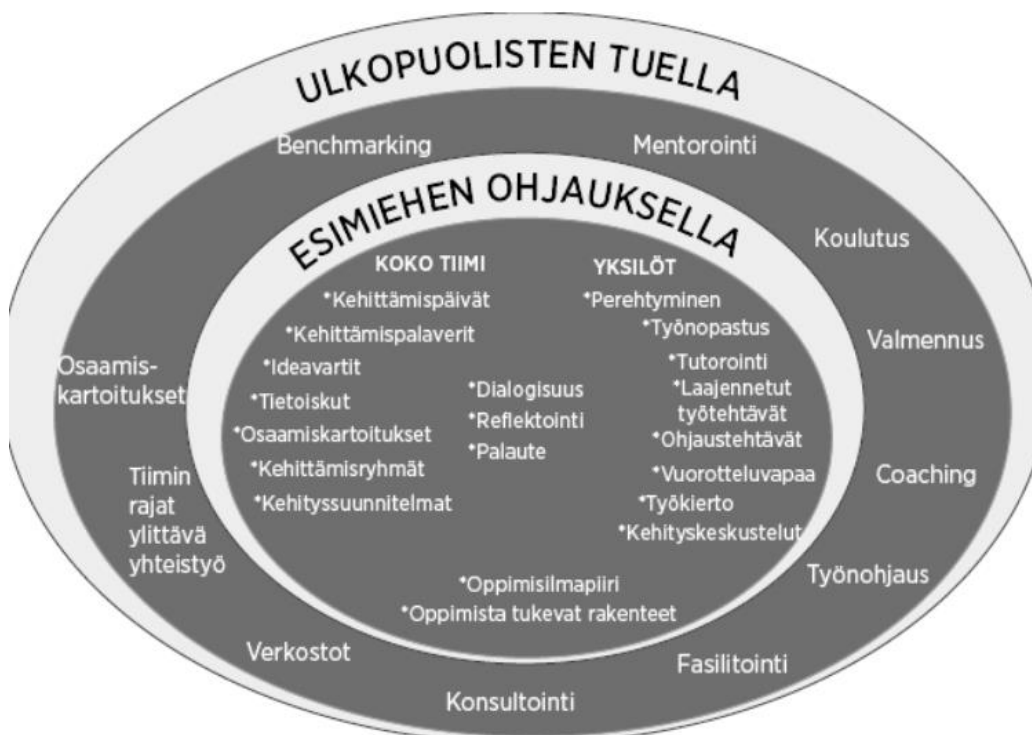 ULKOPUOLISTEN TUELLA
Benchmarking
Mentorointi
Koulutus
Valmennus
Coaching
Työnohjaus
Fasilitointi
Konsultointi
Verkostot
Tiimin
rajat
ylittävä
yhteistyö
Osaamis-
kartoitukset
ESIMIEHEN OHJAUKSELLA
KOKO TIIMI
*Kehittämispäivät
*Kehittämispalaverit
*Ideavartit
*Tietoiskut
*Osaamiskartoitukset
*Kehittämisryhmät
*Kehityssuunnitelmat
*Dialogisuus
*Reflektointi
*Palaute
YKSILÖT
*Perehtyminen
*Työnopastus
*Tutorointi
*Laajennetut
työtehtävät
*Ohjaustehtävät
*Vuorotteluvapaa
*Työkierto
*Kehityskeskustelut
*Oppimisilmapiiri
*Oppimista tukevat rakenteet